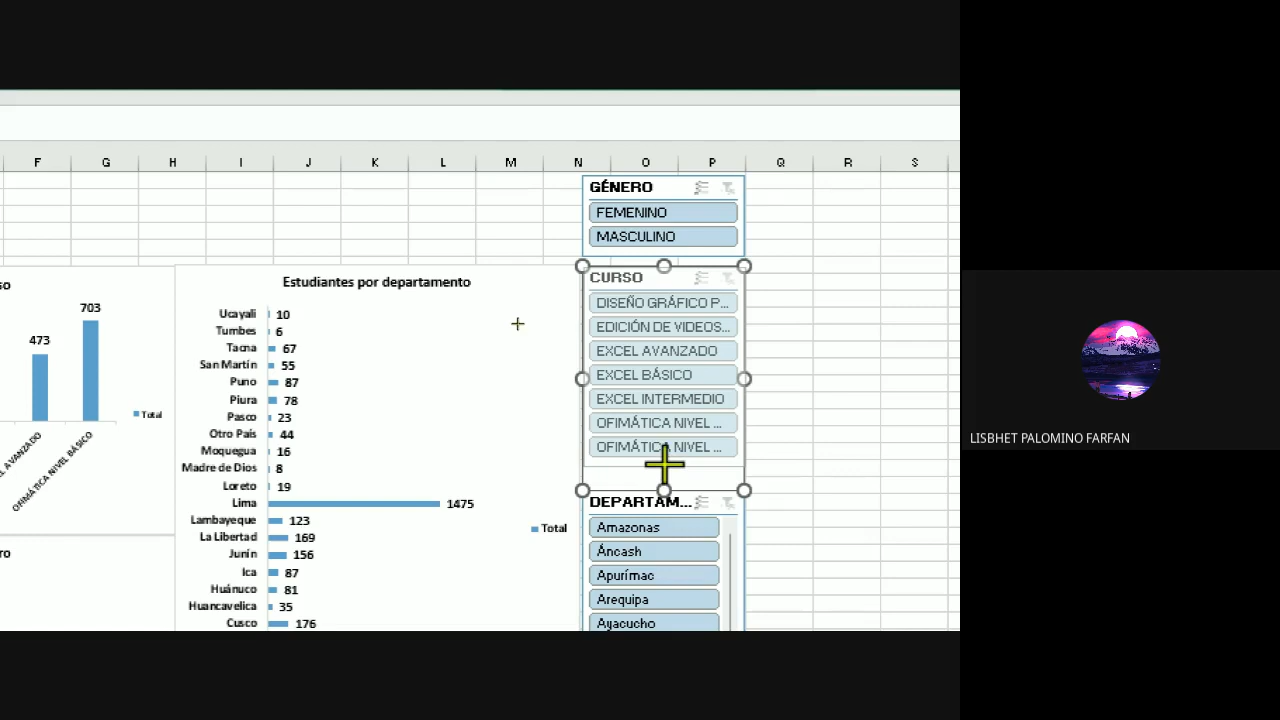 F G H I J K L M N O P Q R S
GÉNERO
FEMENINO
MASCULINO
CURSO
DISEÑO GRÁFICO P...
EDICIÓN DE VIDEOS...
EXCEL AVANZADO
EXCEL BÁSICO
EXCEL INTERMEDIO
OFIMÁTICA NIVEL ...
OFIMÁTICA NIVEL ...
DEPARTAM...
Amazonas
Áncash
Apurímac
Arequipa
Ayacucho
so
703
473
Total
L AVANZADO
OFIMÁTICA NIVEL BÁSICO
ro
Estudiantes por departamento
Ucayali 10
Tumbes 6
Tacna 67
San Martín 55
Puno 87
Piura 78
Pasco 23
Otro País 44
Moquegua 16
Madre de Dios 8
Loreto 19
Lima 1475
Lambayeque 123
La Libertad 169
Junín 156
Ica 87
Huánuco 81
Huancavelica 35
Cusco 176
Total
LISBHET PALOMINO FARFAN